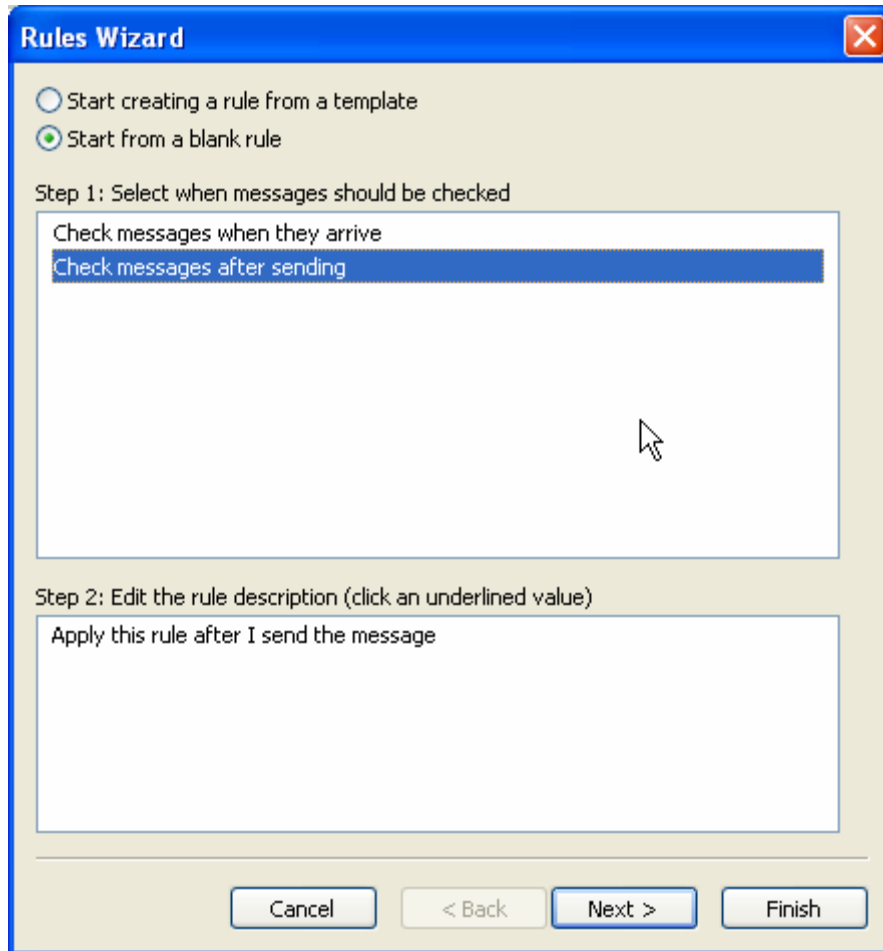 Rules Wizard
Start creating a rule from a template
Start from a blank rule
Step 1: Select when messages should be checked
Check messages when they arrive
Check messages after sending
Step 2: Edit the rule description (click an underlined value)
Apply this rule after I send the message
Cancel < Back Next > Finish